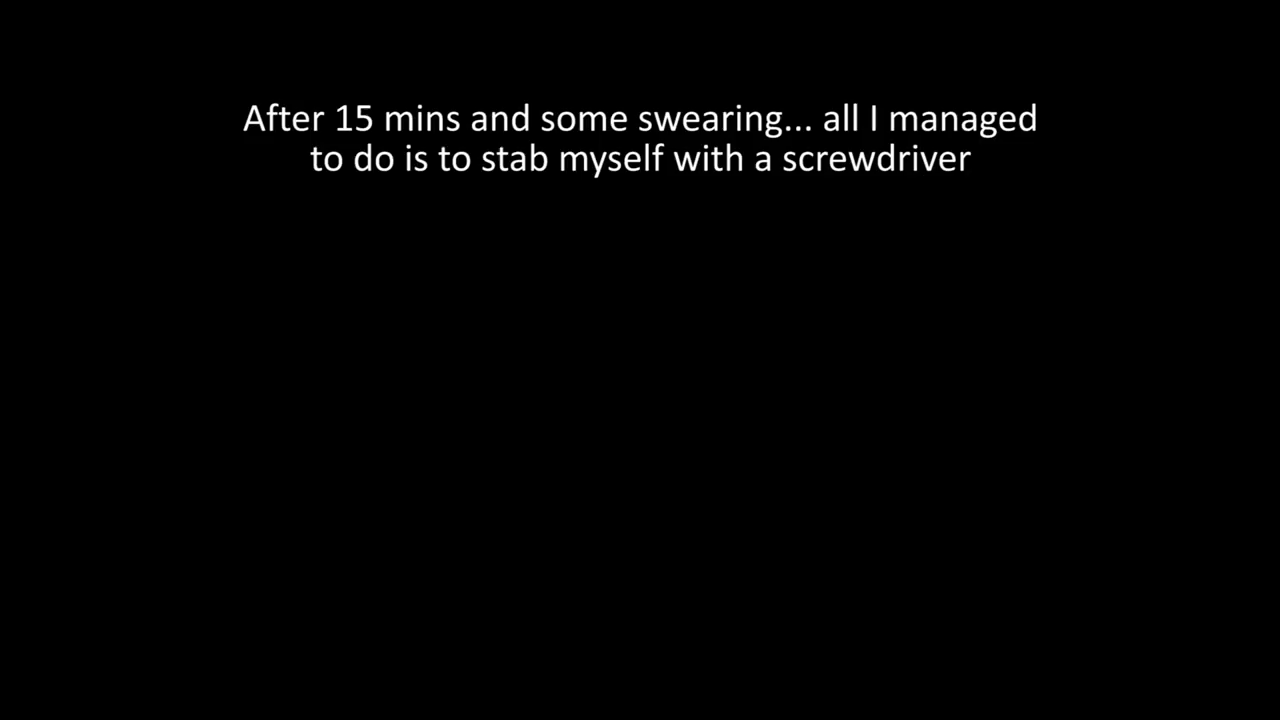 After 15 mins and some swearing... all I managed
to do is to stab myself with a screwdriver